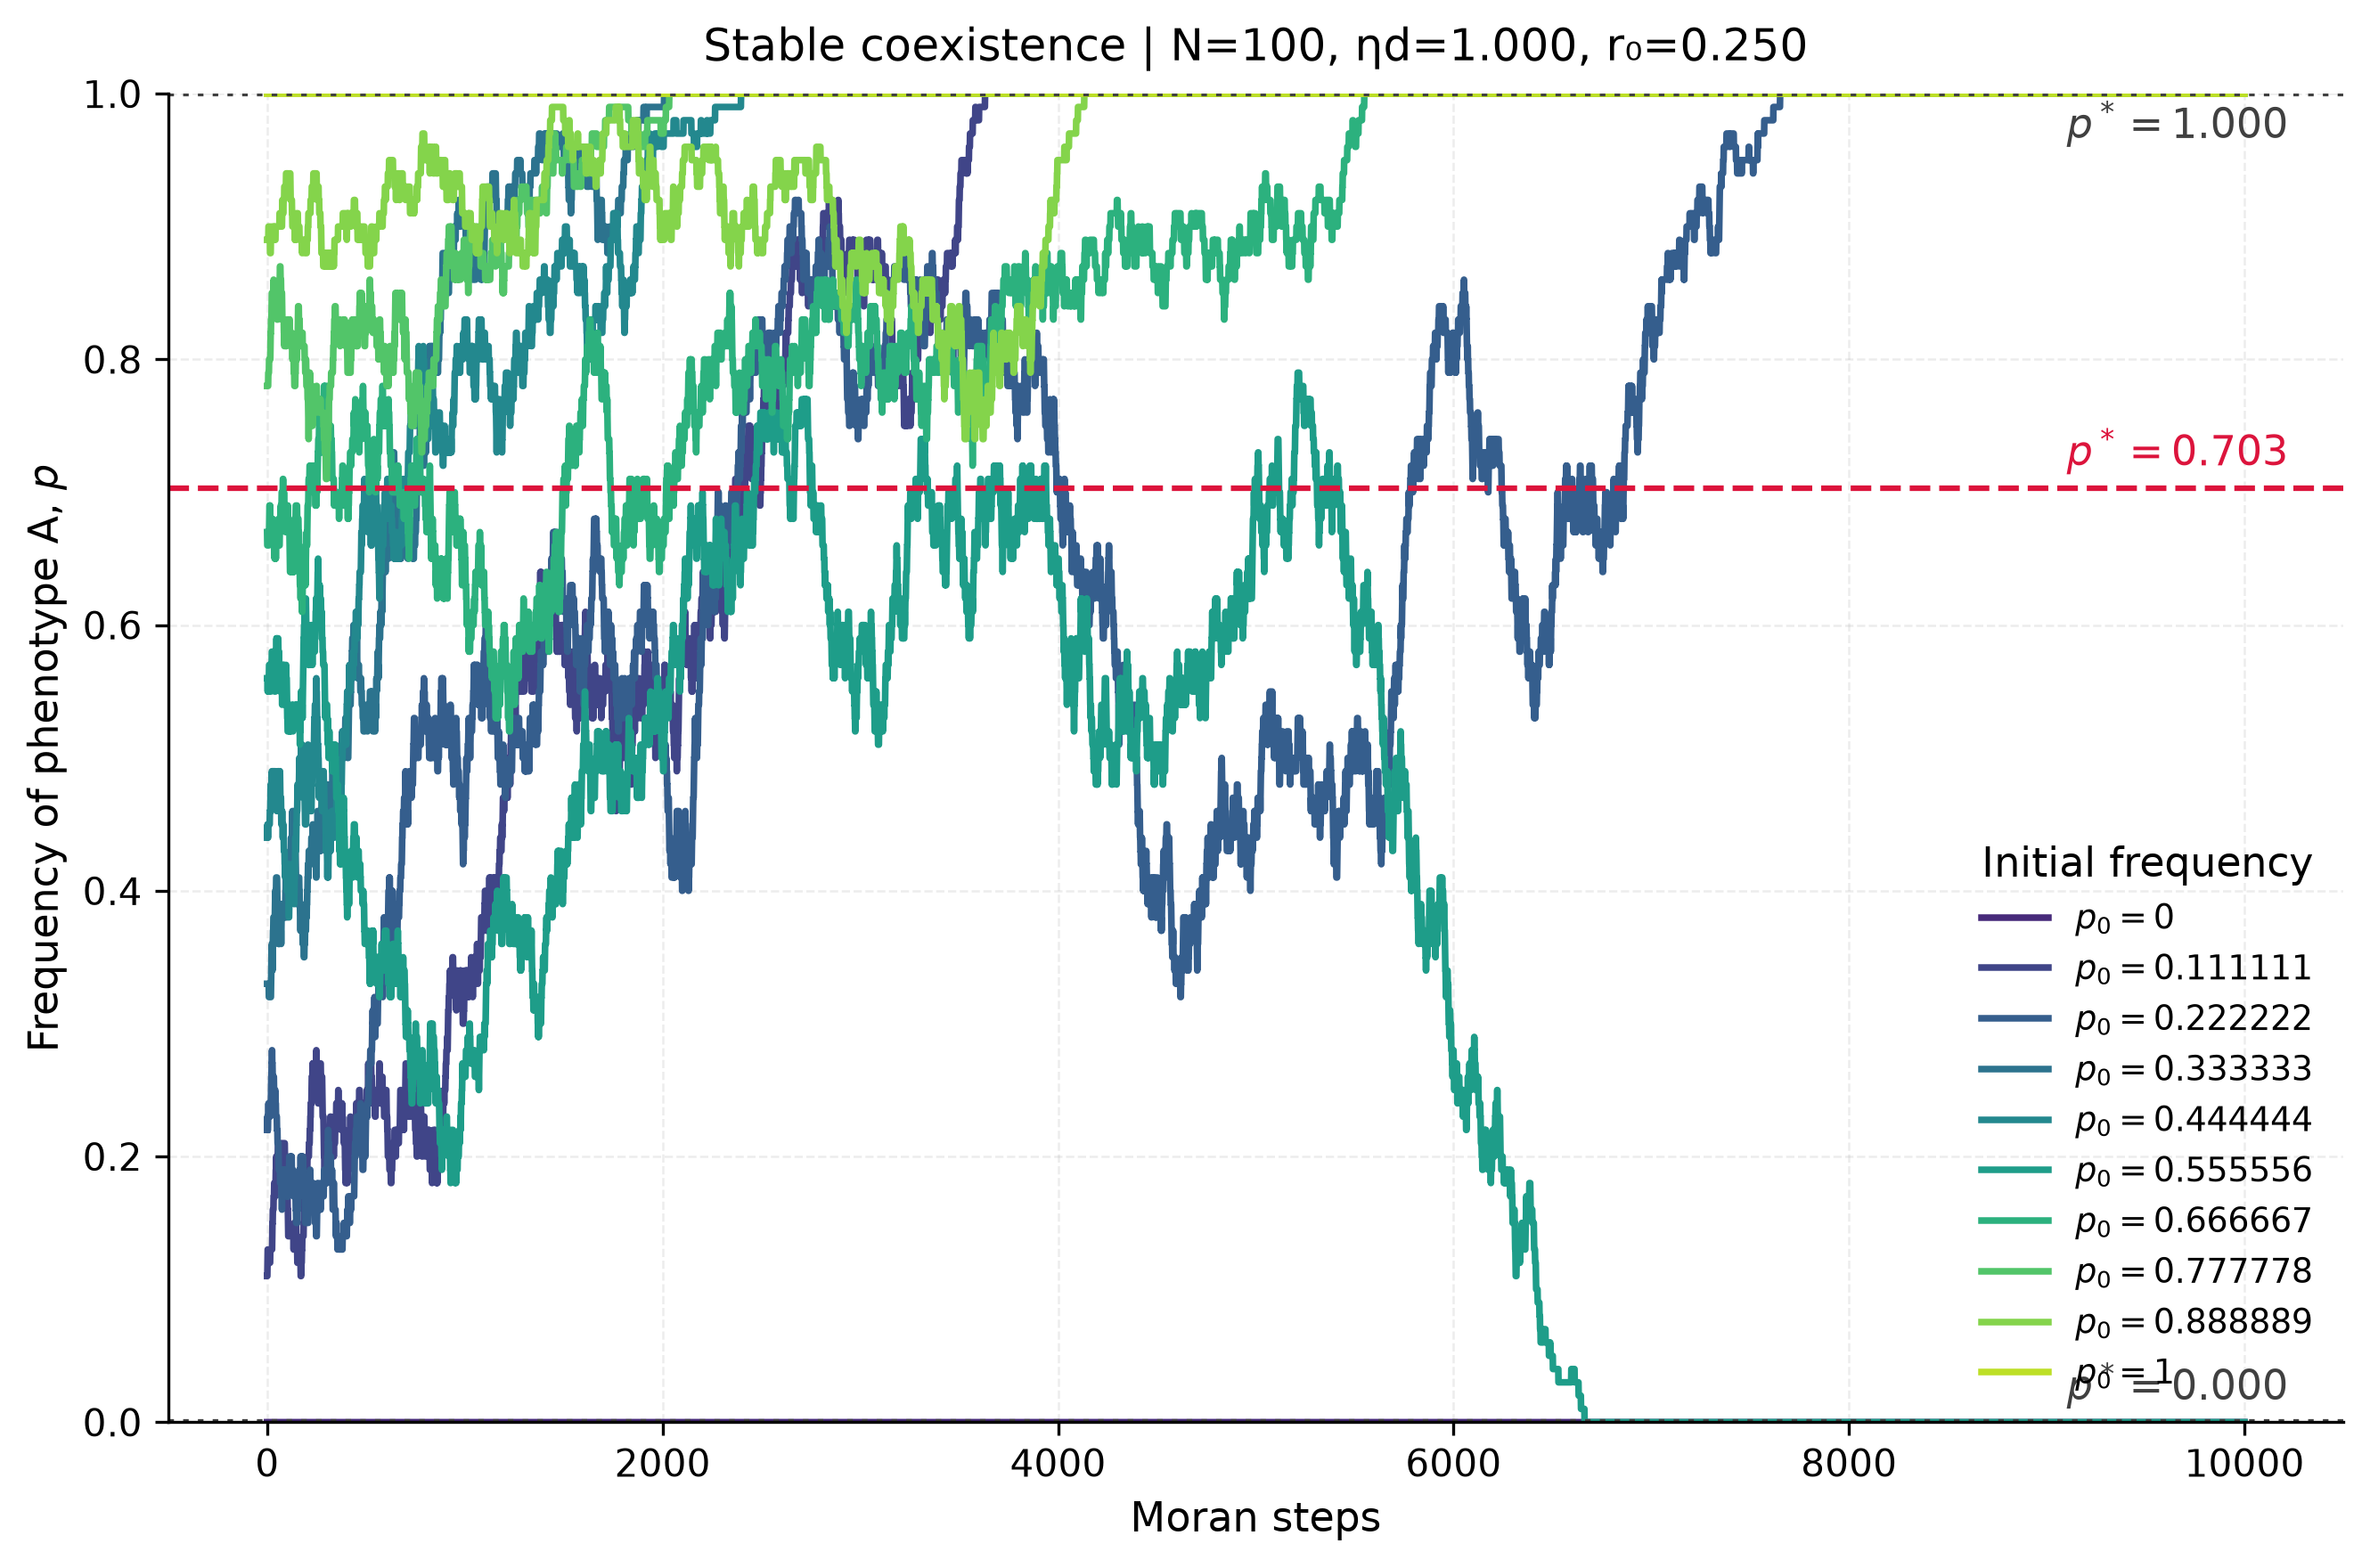 Stable coexistence | N=100, ηd=1.000, r₀=0.250
Frequency of phenotype A, p
1.0
0.8
0.6
0.4
0.2
0.0
p* = 1.000
p* = 0.703
Initial frequency
p₀ = 0
p₀ = 0.111111
p₀ = 0.222222
p₀ = 0.333333
p₀ = 0.444444
p₀ = 0.555556
p₀ = 0.666667
p₀ = 0.777778
p₀ = 0.888889
p₀ = 1
p* = 0.000
0
2000
4000
6000
8000
10000
Moran steps